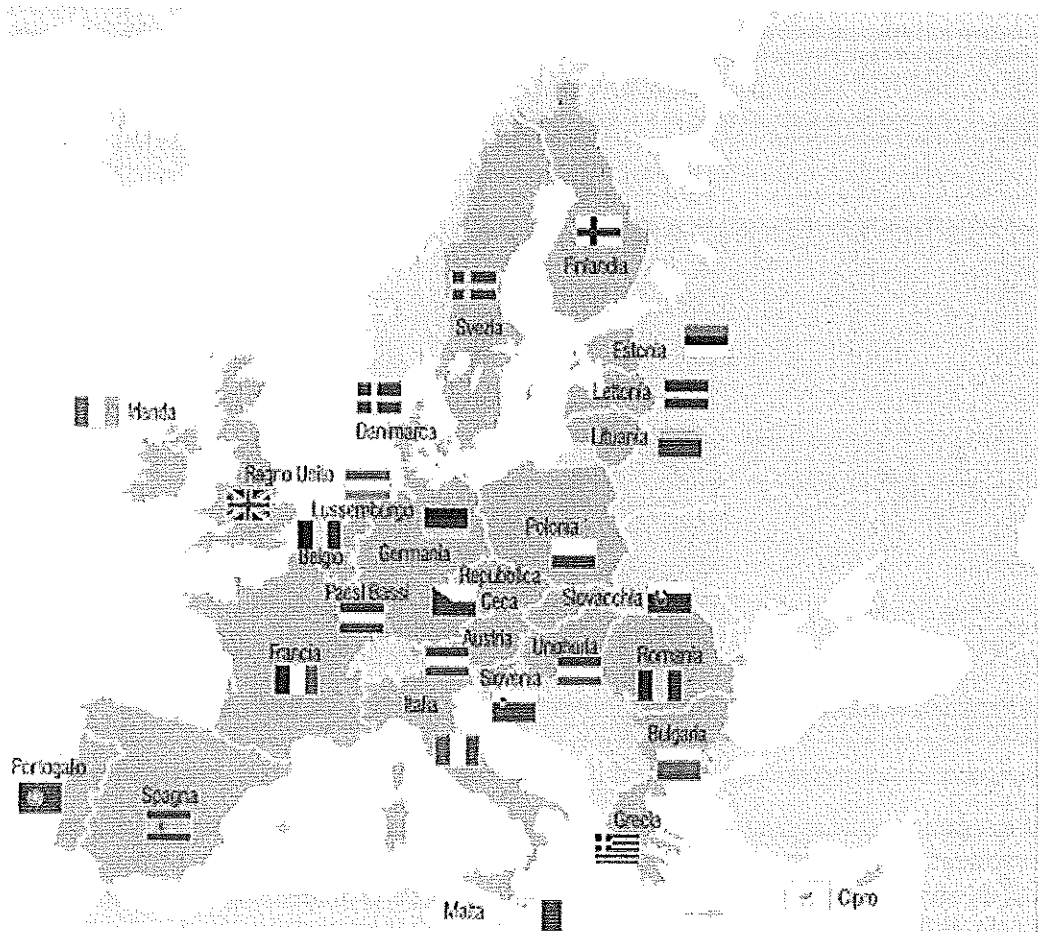 Finlandia
Svezia
Estonia
Lettonia
Irlanda
Danimarca
Lituania
Regno Unito
Lussemburgo
Polonia
Belgio
Germania
Repubblica
Ceca
Paesi Bassi
Slovacchia
Austria
Ungheria
Francia
Romania
Slovenia
Italia
Bulgaria
Portogallo
Spagna
Grecia
Cipro
Malta